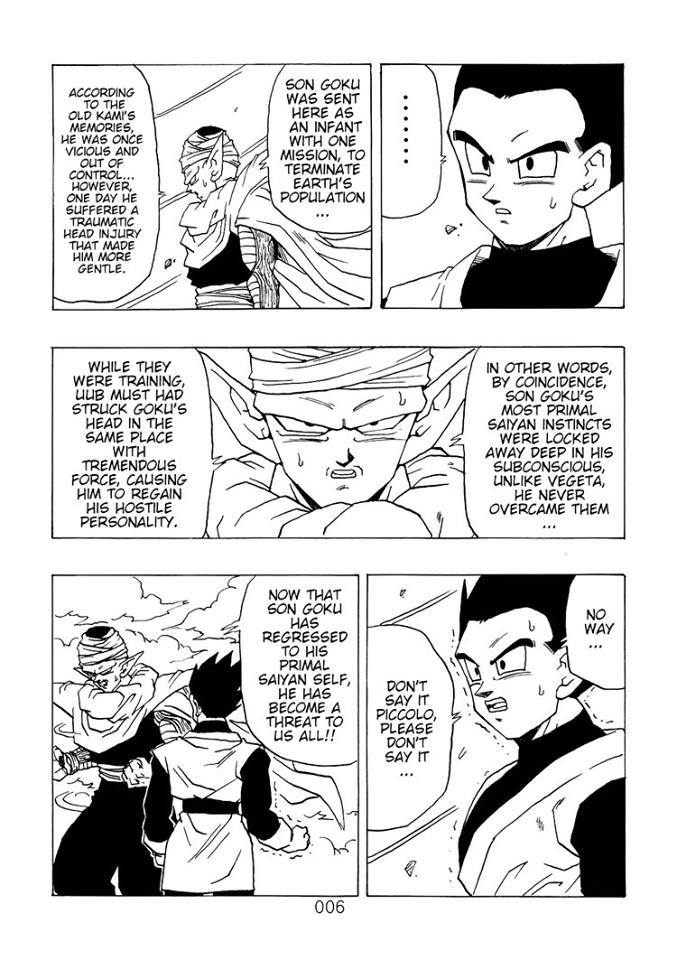 ......
SON GOKU
WAS SENT
HERE AS
AN INFANT
WITH ONE
MISSION, TO
TERMINATE
EARTH'S
POPULATION
...
ACCORDING
TO THE
OLD KAMI'S
MEMORIES,
HE WAS ONCE
VICIOUS AND
OUT OF
CONTROL...
HOWEVER,
ONE DAY HE
SUFFERED A
TRAUMATIC
HEAD INJURY
THAT MADE
HIM MORE
GENTLE.
IN OTHER WORDS,
BY COINCIDENCE,
SON GOKU'S
MOST PRIMAL
SAIYAN INSTINCTS
WERE LOCKED
AWAY DEEP IN HIS
SUBCONSCIOUS,
UNLIKE VEGETA,
HE NEVER
OVERCAME THEM
...
WHILE THEY
WERE TRAINING,
UUB MUST HAD
STRUCK GOKU'S
HEAD IN THE
SAME PLACE
WITH
TREMENDOUS
FORCE, CAUSING
HIM TO REGAIN
HIS HOSTILE
PERSONALITY.
NO
WAY
...
DON'T
SAY IT
PICCOLO,
PLEASE
DON'T
SAY IT
...
NOW THAT
SON GOKU
HAS
REGRESSED
TO HIS
PRIMAL
SAIYAN SELF,
HE HAS
BECOME A
THREAT TO
US ALL!!
006